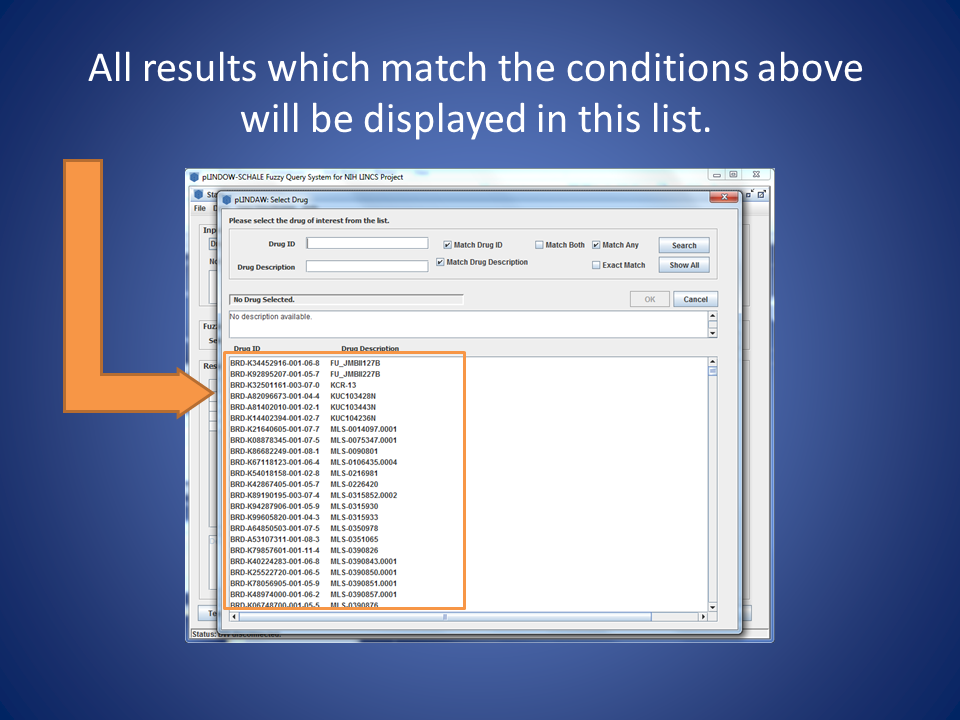 All results which match the conditions above
will be displayed in this list.
pLINDOW-SCHALE Fuzzy Query System for NIH LINCS Project
Sta
pLINDAW: Select Drug
File D
Please select the drug of interest from the list.
Inp
Drug ID
Match Drug ID
Match Both
Match Any
Search
Drug Description
Match Drug Description
Exact Match
Show All
No Drug Selected.
OK
Cancel
No description available.
Fuzz
Sel
Drug ID Drug Description
Res
BRD-K34452916-001-06-8 FU_JMBII127B
BRD-K92895207-001-05-7 FU_JMBII227B
BRD-K32501161-003-07-0 KCR-13
BRD-A82096673-001-04-4 KUC103428N
BRD-A81402010-001-02-1 KUC103443N
BRD-K14402394-001-02-7 KUC104236N
BRD-K21640605-001-07-7 MLS-0014097.0001
BRD-K08878345-001-07-5 MLS-0075347.0001
BRD-K86682249-001-08-1 MLS-0090801
BRD-K67118123-001-06-4 MLS-0106435.0004
BRD-K54018158-001-02-8 MLS-0216981
BRD-K42867405-001-05-7 MLS-0226420
BRD-K89190195-003-07-4 MLS-0315852.0002
BRD-K94287906-001-05-9 MLS-0315930
BRD-K99605820-001-04-3 MLS-0315933
BRD-A64850503-001-07-5 MLS-0350978
BRD-A53107311-001-08-3 MLS-0351065
BRD-K79857601-001-11-4 MLS-0390826
BRD-K40224283-001-06-8 MLS-0390843.0001
BRD-K25522720-001-06-5 MLS-0390850.0001
BRD-K78056905-001-05-9 MLS-0390851.0001
BRD-K48974000-001-06-2 MLS-0390857.0001
BRD-K06748700-001-05-5 MLS-0390876
Te
Status: DW disconnected.